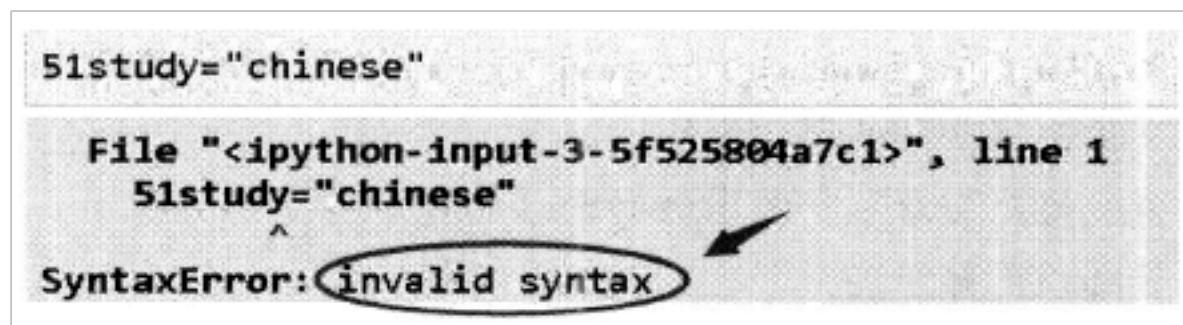 51study="chinese"
File "<ipython-input-3-5f525804a7c1>", line 1
51study="chinese"
^
SyntaxError: invalid syntax